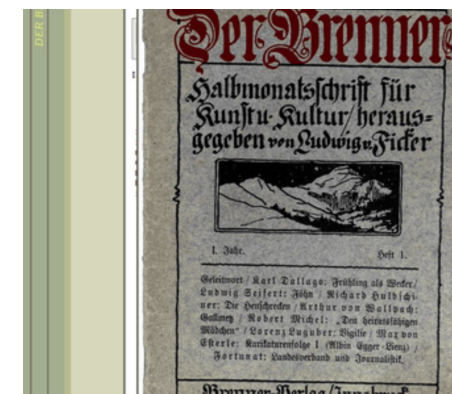 DER B
Der Brenner
Halbmonatsschrift für
Kunst u. Kultur/heraus=
gegeben von Ludwig v. Ficker
I. Jahr.
Heft 1.
Geleitwort / Karl Dallago: Frühling als Wecker/
Ludwig Seifert: Föhn / Richard Huldschi-
ner: Die Henschrecken / Arthur von Wallpach:
Gallmey / Robert Michel: „Den heiratsfähigen
Mädchen“ / Lorenz Luguber: Vigilie / Max von
Esterle: Karikaturenfolge I (Albin Egger-Lienz) /
Fortunat: Landesverband und Journalistik.
Brenner-Verlag/Innsbruck